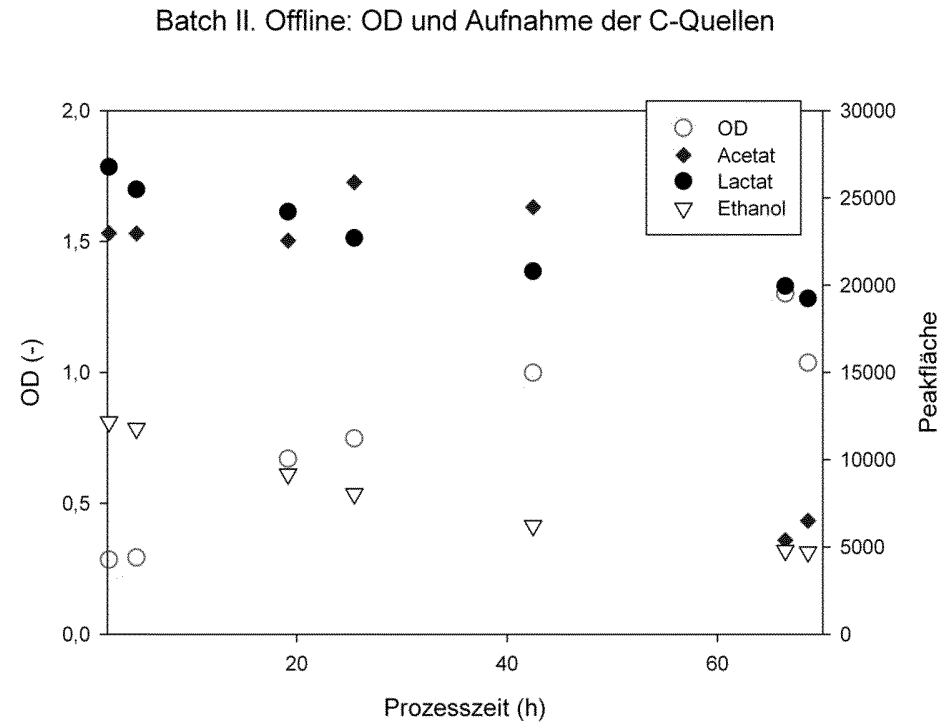 Batch II. Offline: OD und Aufnahme der C-Quellen
2,0
1,5
1,0
0,5
0,0
OD (-)
30000
25000
20000
15000
10000
5000
0
Peakfläche
OD
Acetat
Lactat
Ethanol
20
40
60
Prozesszeit (h)